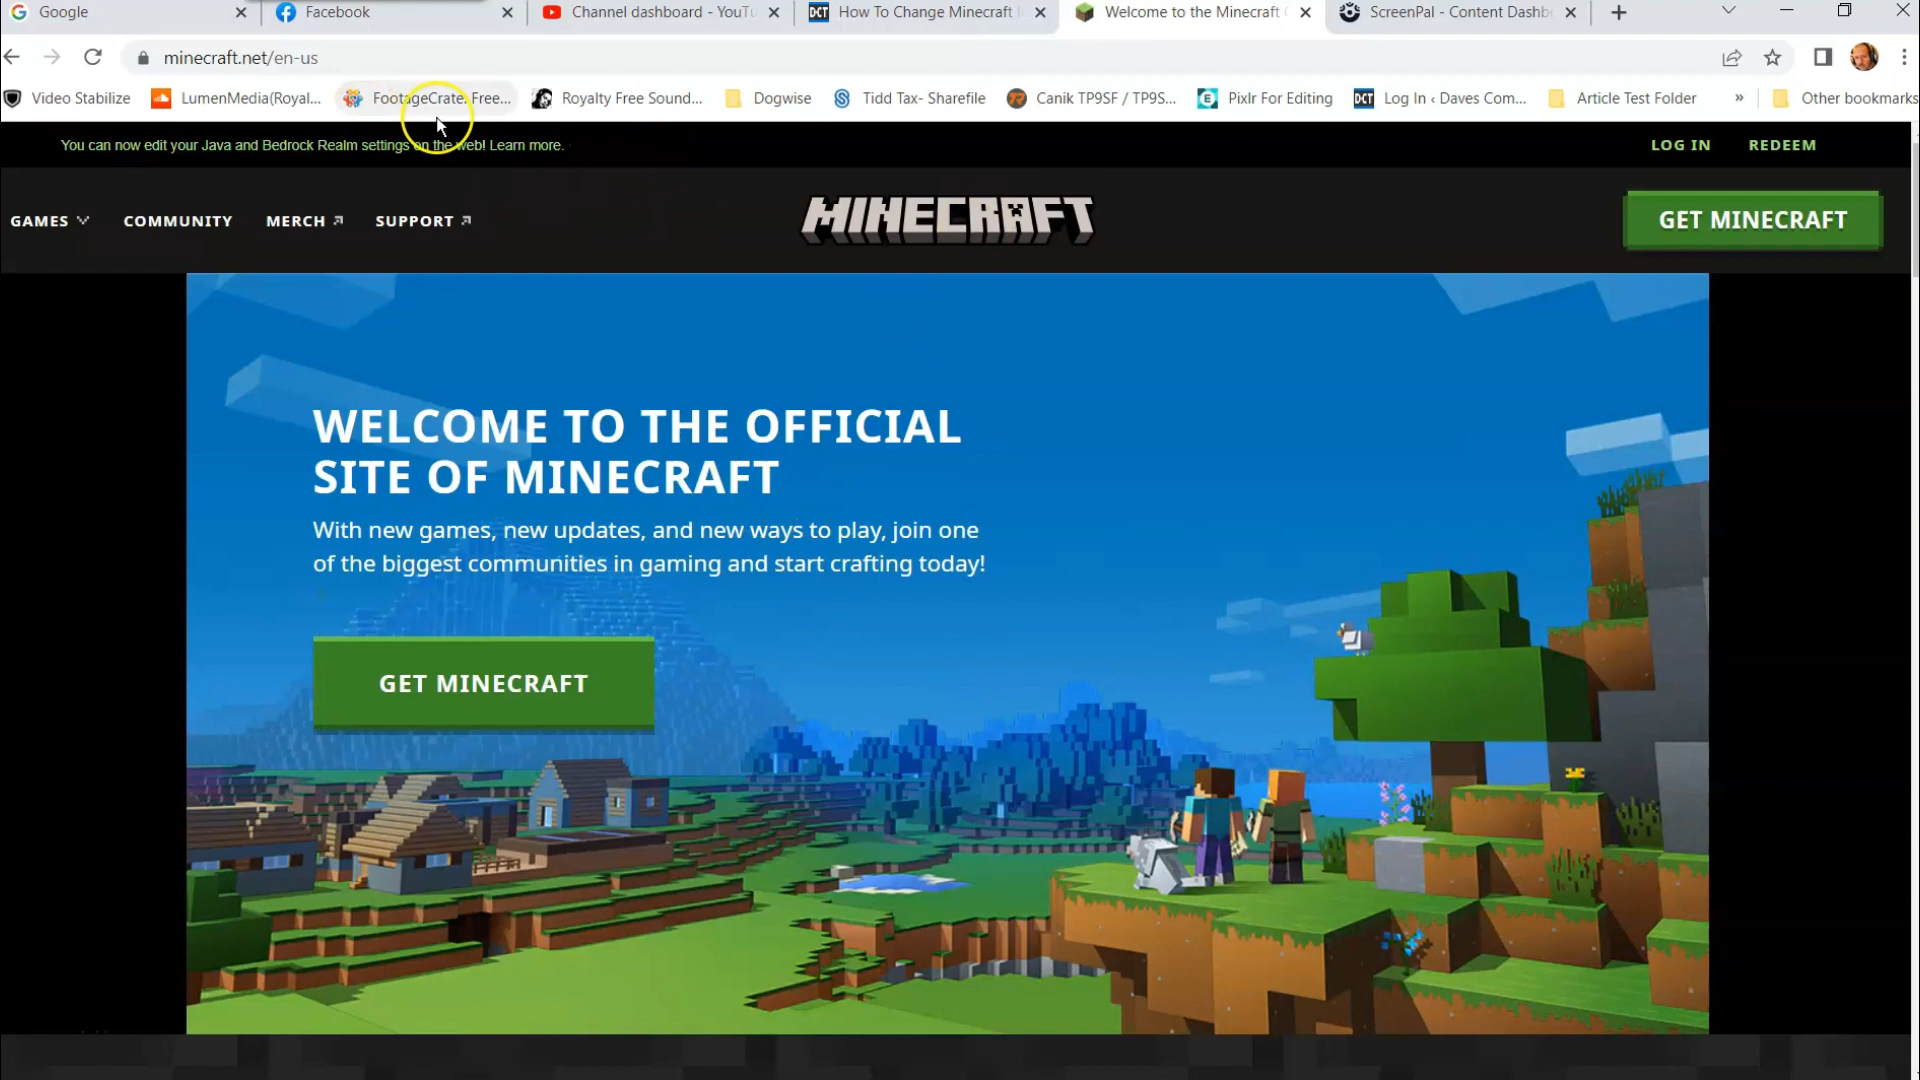 Google
Facebook
Channel dashboard - YouTu
How To Change Minecraft
Welcome to the Minecraft
ScreenPal - Content Dashb
minecraft.net/en-us
Video Stabilize
LumenMedia(Royal...
FootageCrate: Free...
Royalty Free Sound...
Dogwise
Tidd Tax- Sharefile
Canik TP9SF / TP9S...
Pixlr For Editing
DCT
Log In ‹ Daves Com...
Article Test Folder
»
Other bookmarks
You can now edit your Java and Bedrock Realm settings on the web! Learn more.
LOG IN
REDEEM
GAMES
COMMUNITY
MERCH
SUPPORT
MINECRAFT
GET MINECRAFT
WELCOME TO THE OFFICIAL
SITE OF MINECRAFT
With new games, new updates, and new ways to play, join one
of the biggest communities in gaming and start crafting today!
GET MINECRAFT